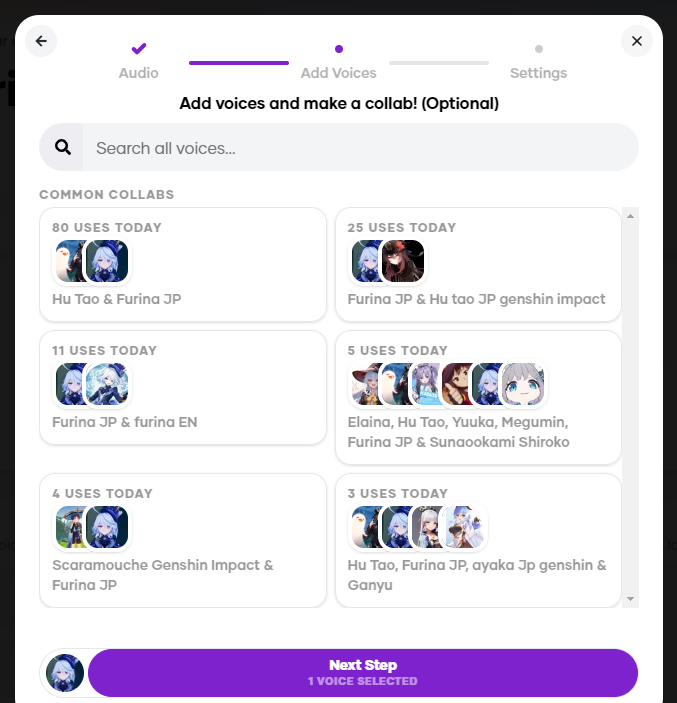 Audio
Add Voices
Settings
Add voices and make a collab! (Optional)
Search all voices...
COMMON COLLABS
80 USES TODAY
Hu Tao & Furina JP
25 USES TODAY
Furina JP & Hu tao JP genshin impact
11 USES TODAY
Furina JP & furina EN
5 USES TODAY
Elaina, Hu Tao, Yuuka, Megumin,
Furina JP & Sunaookami Shiroko
4 USES TODAY
Scaramouche Genshin Impact &
Furina JP
3 USES TODAY
Hu Tao, Furina JP, ayaka Jp genshin &
Ganyu
Next Step
1 VOICE SELECTED